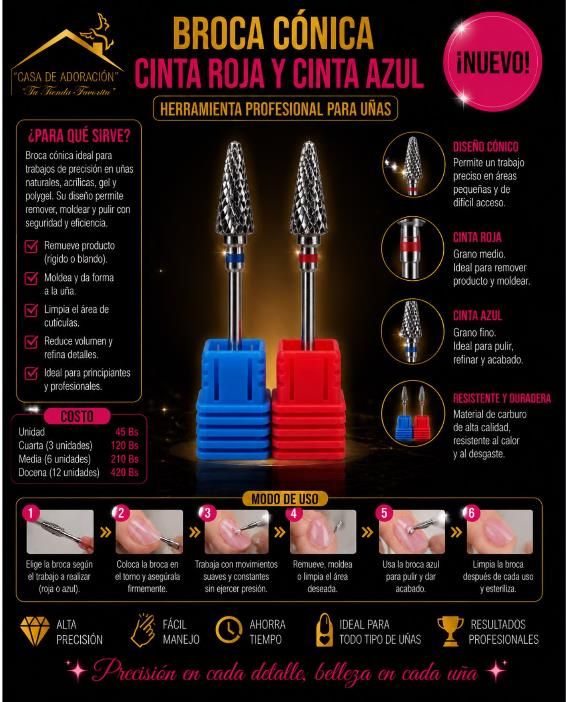 "CASA DE ADORACIÓN"
"Tu Tienda Favorita"
BROCA CÓNICA
CINTA ROJA Y CINTA AZUL
HERRAMIENTA PROFESIONAL PARA UÑAS
¡NUEVO!
¿PARA QUÉ SIRVE?
Broca cónica ideal para
trabajos de precisión en uñas
naturales, acrílicas, gel y
polygel. Su diseño permite
remover, moldear y pulir con
seguridad y eficiencia.
Remueve producto
(rígido o blando).
Moldea y da forma
a la uña.
Limpia el área de
cutículas.
Reduce volumen y
refina detalles.
Ideal para principiantes
y profesionales.
COSTO
Unidad 45 Bs
Cuarta (3 unidades) 120 Bs
Media (6 unidades) 210 Bs
Docena (12 unidades) 420 Bs
DISEÑO CÓNICO
Permite un trabajo
preciso en áreas
pequeñas y de
difícil acceso.
CINTA ROJA
Grano medio.
Ideal para remover
producto y moldear.
CINTA AZUL
Grano fino.
Ideal para pulir,
refinar y acabado.
RESISTENTE Y DURADERA
Material de carburo
de alta calidad,
resistente al calor
y al desgaste.
MODO DE USO
1
Elige la broca según
el trabajo a realizar
(roja o azul).
2
Coloca la broca en
el torno y asegúrala
firmemente.
3
Trabaja con movimientos
suaves y constantes
sin ejercer presión.
4
Remueve, moldea
o limpia el área
deseada.
5
Usa la broca azul
para pulir y dar
acabado.
6
Limpia la broca
después de cada uso
y esteriliza.
ALTA
PRECISIÓN
FÁCIL
MANEJO
AHORRA
TIEMPO
IDEAL PARA
TODO TIPO DE UÑAS
RESULTADOS
PROFESIONALES
Precisión en cada detalle, belleza en cada uña